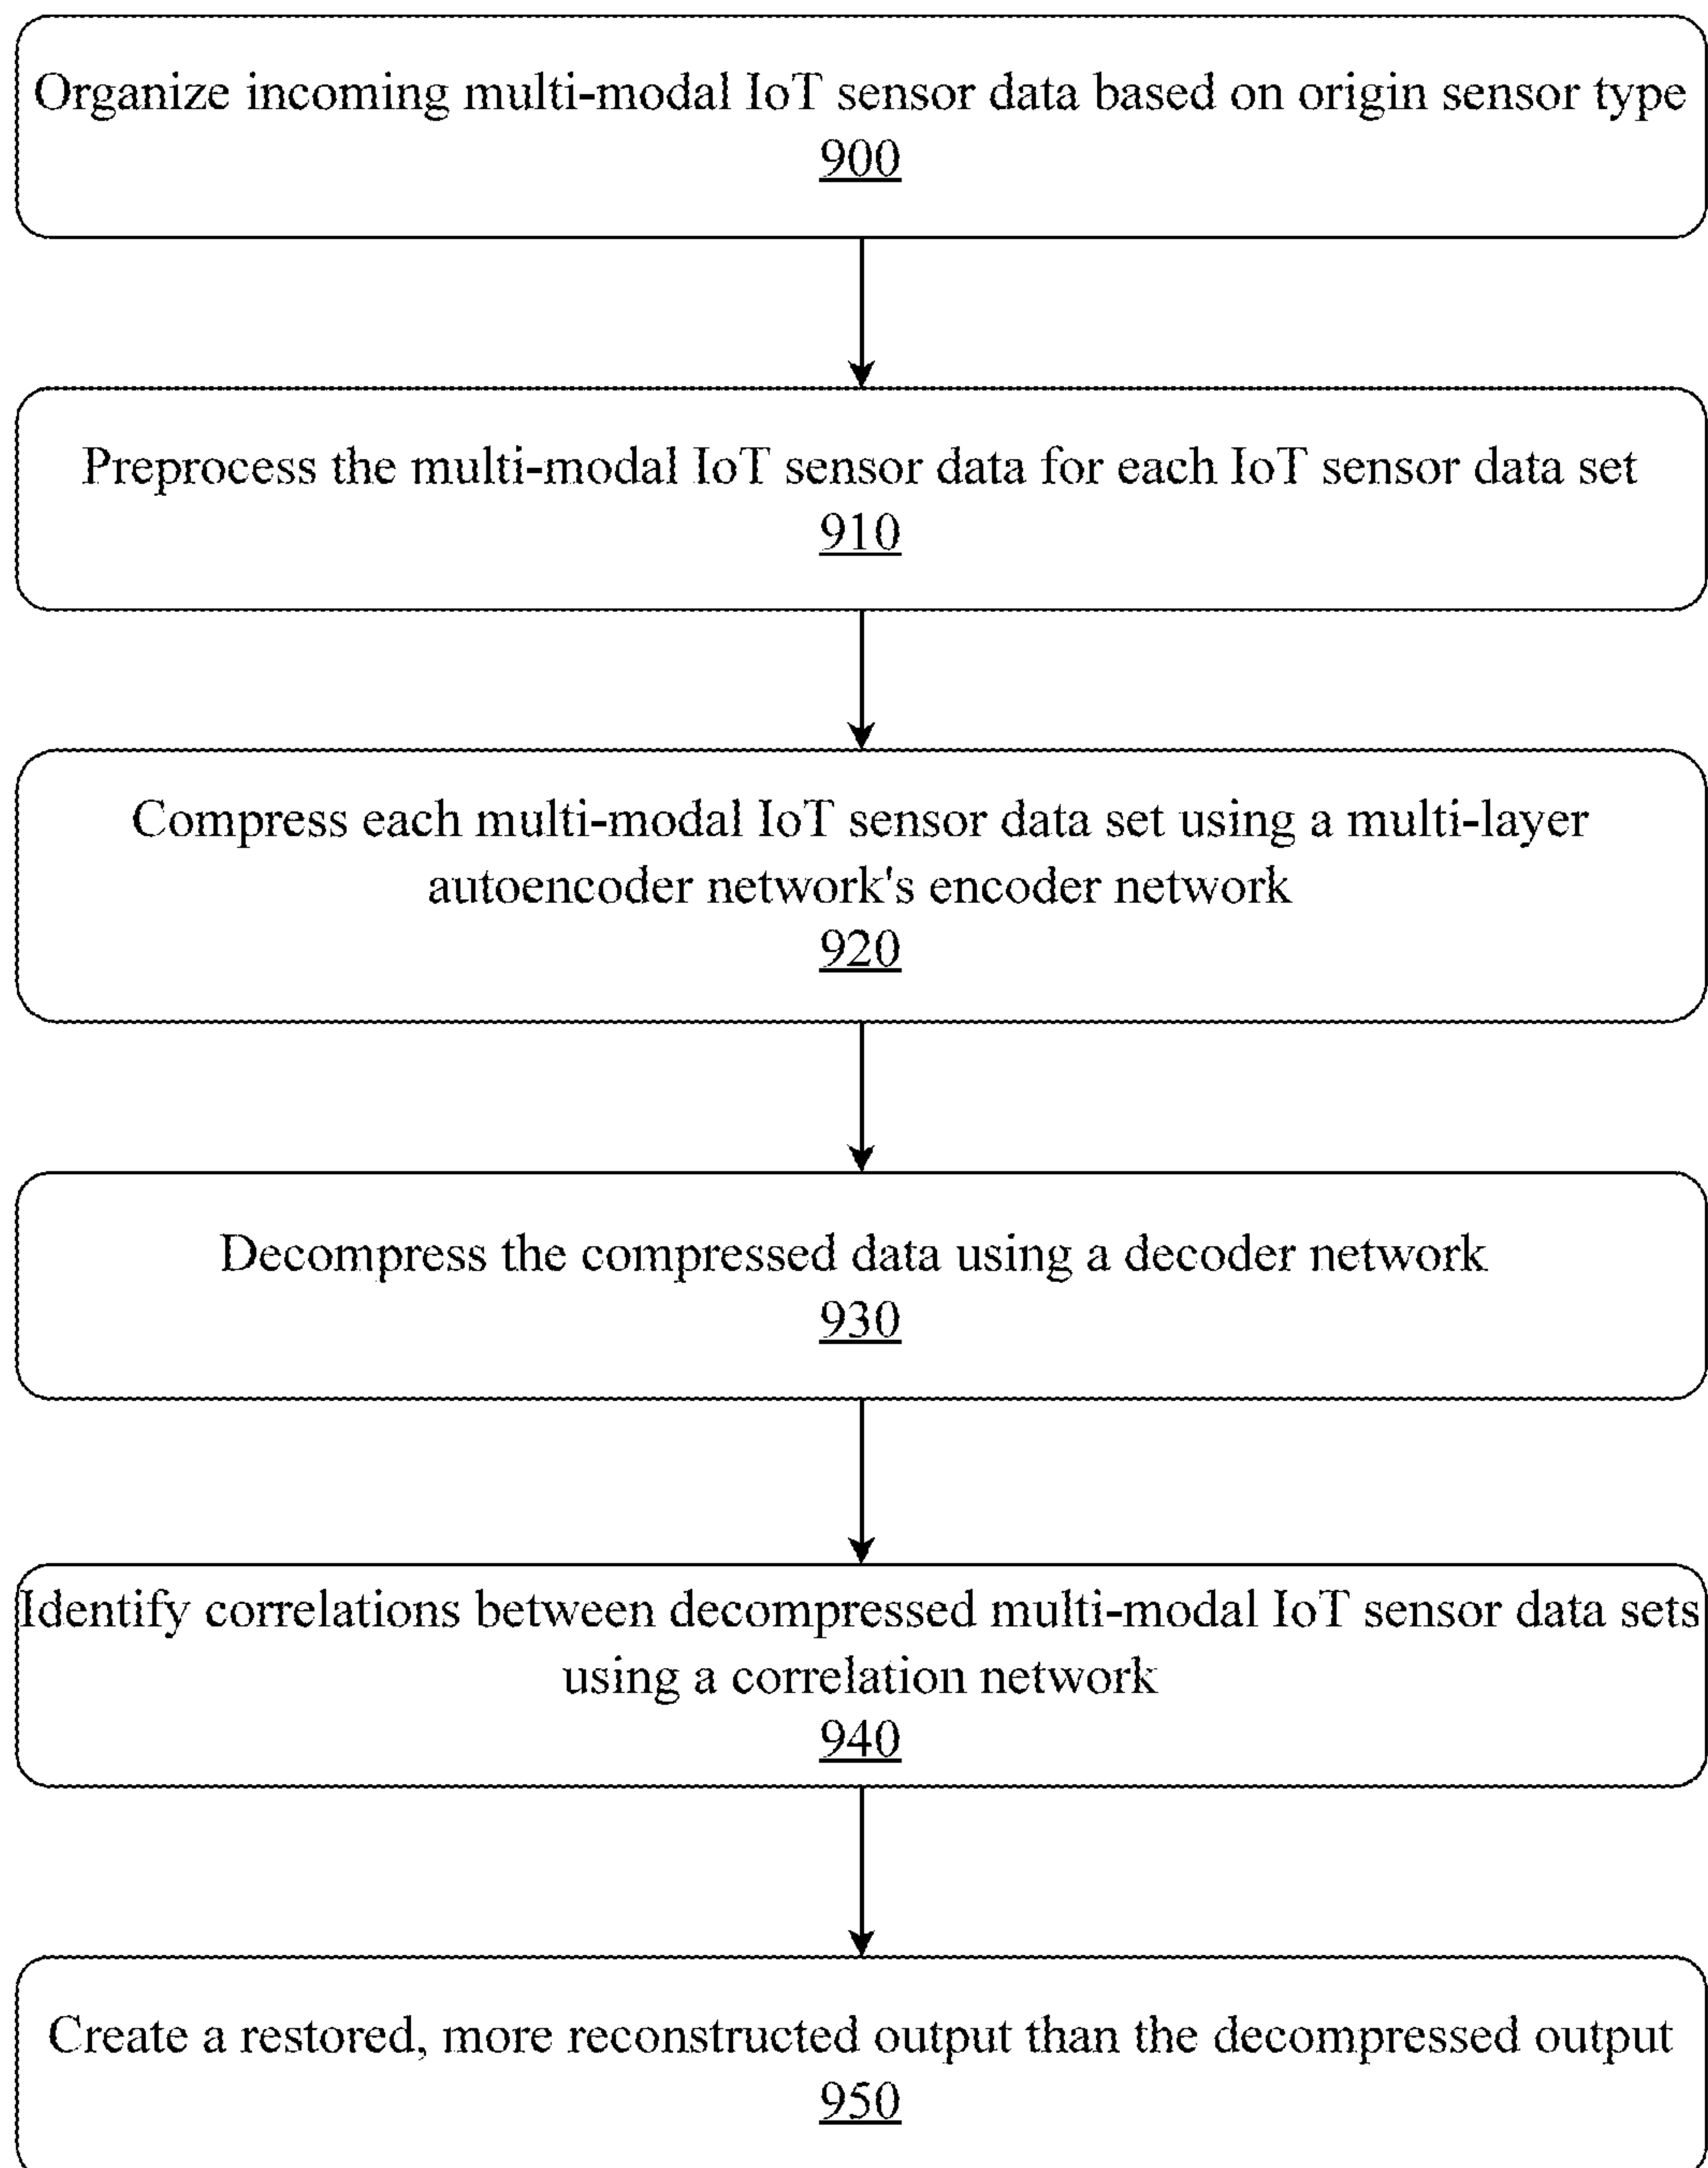 Organize incoming multi-modal IoT sensor data based on origin sensor type
900
Preprocess the multi-modal IoT sensor data for each IoT sensor data set
910
Compress each multi-modal IoT sensor data set using a multi-layer
autoencoder network's encoder network
920
Decompress the compressed data using a decoder network
930
Identify correlations between decompressed multi-modal IoT sensor data sets
using a correlation network
940
Create a restored, more reconstructed output than the decompressed output
950